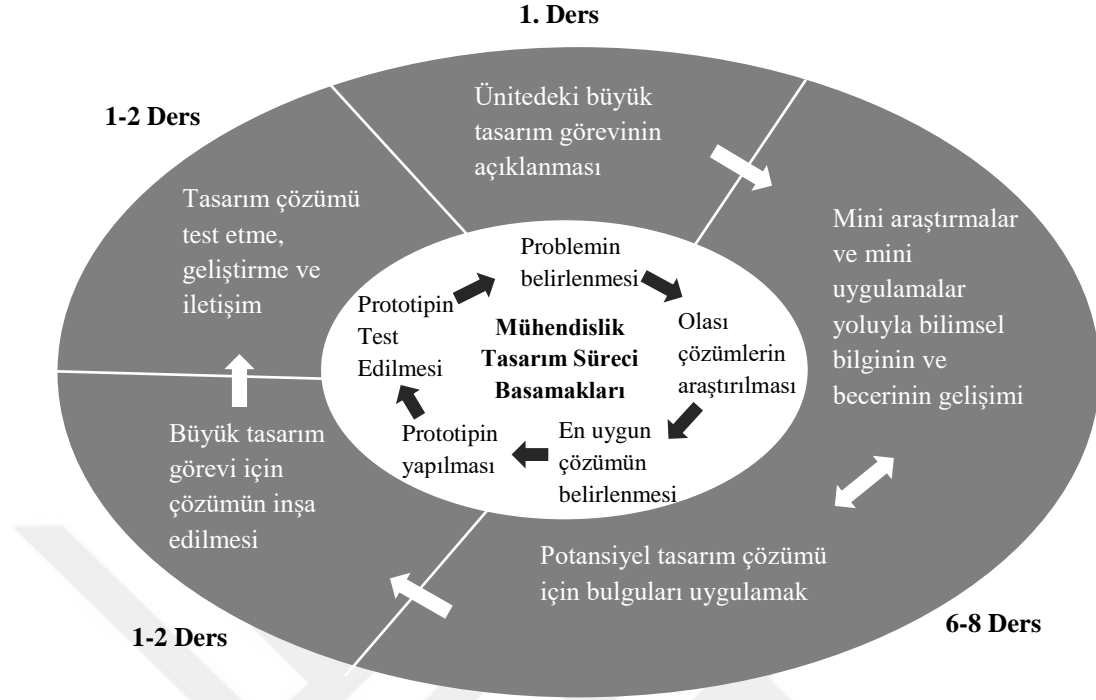 1. Ders
Ünitedeki büyük
tasarım görevinin
açıklanması
1-2 Ders
Tasarım çözümü
test etme,
geliştirme ve
iletişim
Mini araştırmalar
ve mini
uygulamalar
yoluyla bilimsel
bilginin ve
becerinin gelişimi
Problemin
belirlenmesi
Olası
çözümlerin
araştırılması
En uygun
çözümün
belirlenmesi
Prototipin
yapılması
Prototipin
Test
Edilmesi
Mühendislik
Tasarım Süreci
Basamakları
Büyük tasarım
görevi için
çözümün inşa
edilmesi
Potansiyel tasarım çözümü
için bulguları uygulamak
1-2 Ders
6-8 Ders